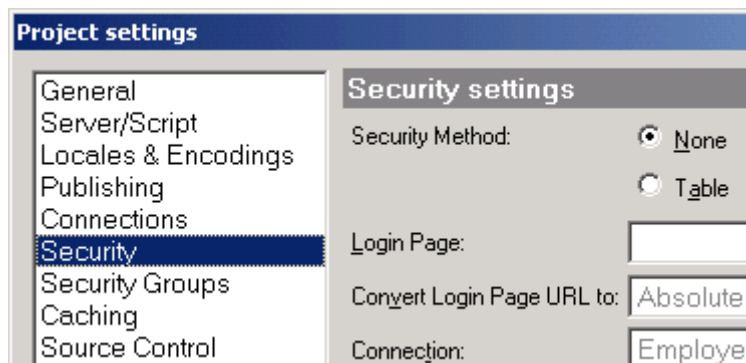 Project settings
General
Server/Script
Locales & Encodings
Publishing
Connections
Security
Security Groups
Caching
Source Control
Security settings
Security Method:
None
Table
Login Page:
Convert Login Page URL to: Absolute
Connection: Employe